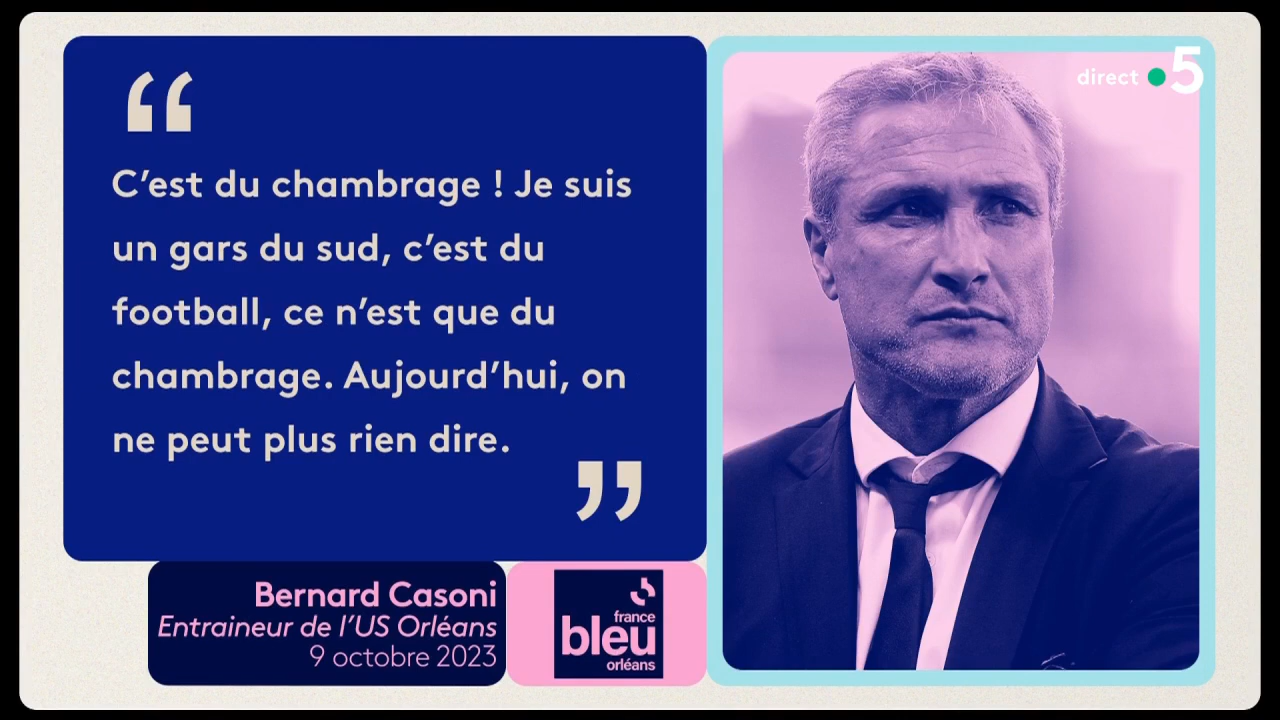 “
C’est du chambrage ! Je suis
un gars du sud, c’est du
football, ce n’est que du
chambrage. Aujourd’hui, on
ne peut plus rien dire.
”
Bernard Casoni
Entraineur de l’US Orléans
9 octobre 2023
france
bleu
orléans
direct 5